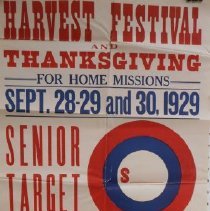 HARVEST FESTIVAL
AND
THANKSGIVING
FOR HOME MISSIONS
SEPT. 28-29 and 30, 1929
SENIOR
TARGET
S